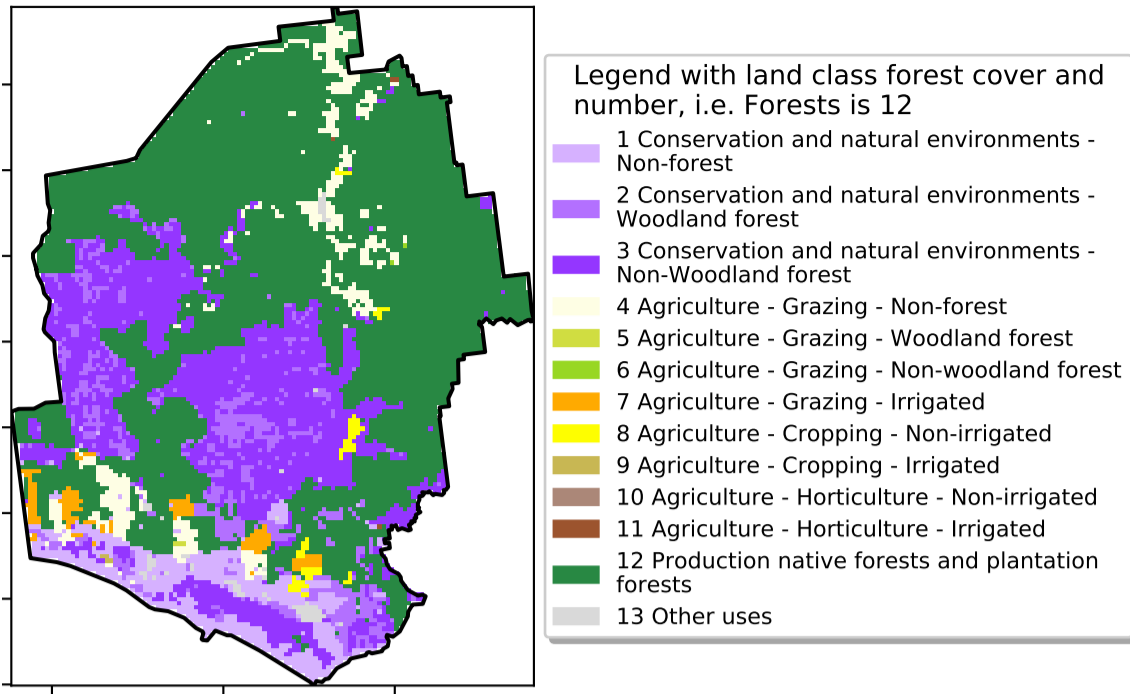 Legend with land class forest cover and
number, i.e. Forests is 12
1 Conservation and natural environments -
Non-forest
2 Conservation and natural environments -
Woodland forest
3 Conservation and natural environments -
Non-Woodland forest
4 Agriculture - Grazing - Non-forest
5 Agriculture - Grazing - Woodland forest
6 Agriculture - Grazing - Non-woodland forest
7 Agriculture - Grazing - Irrigated
8 Agriculture - Cropping - Non-irrigated
9 Agriculture - Cropping - Irrigated
10 Agriculture - Horticulture - Non-irrigated
11 Agriculture - Horticulture - Irrigated
12 Production native forests and plantation
forests
13 Other uses